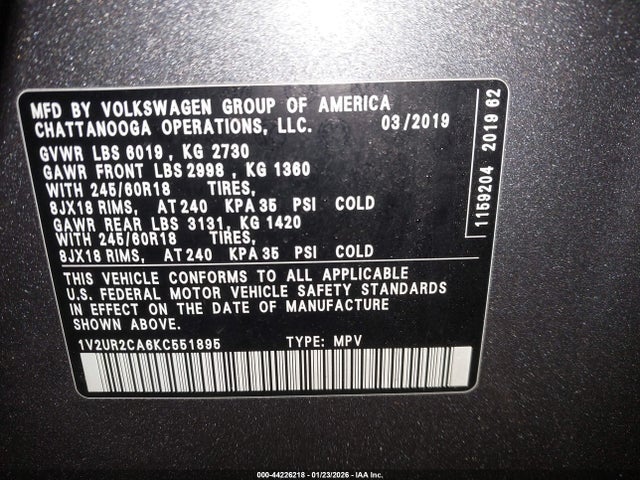 MFD BY VOLKSWAGEN GROUP OF AMERICA
CHATTANOOGA OPERATIONS, LLC. 03/2019
GVWR LBS 6019, KG 2730
GAWR FRONT LBS 2998, KG 1360
WITH 245/60R18 TIRES,
8JX18 RIMS, AT 240 KPA 35 PSI COLD
GAWR REAR LBS 3131, KG 1420
WITH 245/60R18 TIRES,
8JX18 RIMS, AT 240 KPA 35 PSI COLD
THIS VEHICLE CONFORMS TO ALL APPLICABLE
U.S. FEDERAL MOTOR VEHICLE SAFETY STANDARDS
IN EFFECT ON THE DATE OF MANUFACTURE
SHOWN ABOVE.
1V2UR2CA6KC551895 TYPE: MPV
1159204 2019 62
000-44226218 - 01/23/2026 - IAA Inc.